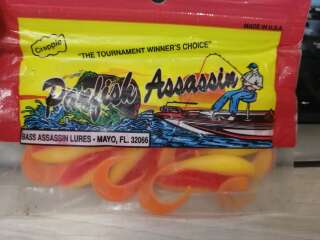 MADE IN U.S.A.
Crappie
"THE TOURNAMENT WINNER'S CHOICE"
Panfish Assassin
BASS ASSASSIN LURES - MAYO, FL. 32066